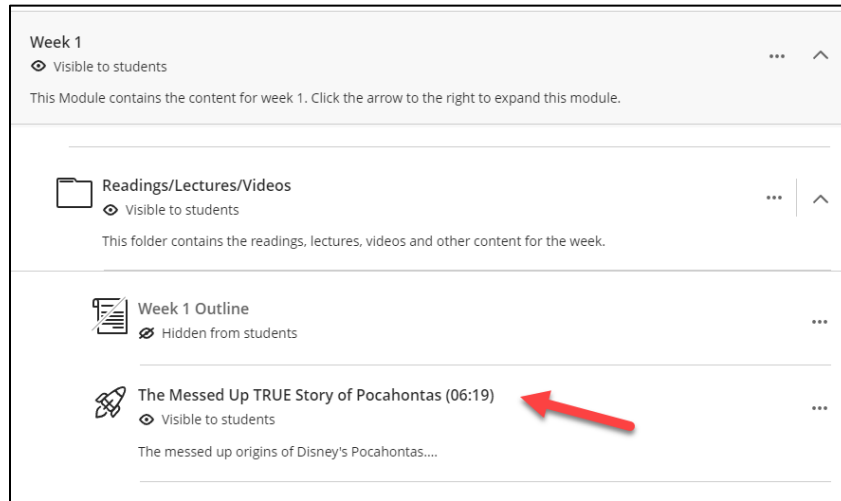 Week 1
Visible to students
This Module contains the content for week 1. Click the arrow to the right to expand this module.
Readings/Lectures/Videos
Visible to students
This folder contains the readings, lectures, videos and other content for the week.
Week 1 Outline
Hidden from students
The Messed Up TRUE Story of Pocahontas (06:19)
Visible to students
The messed up origins of Disney's Pocahontas....